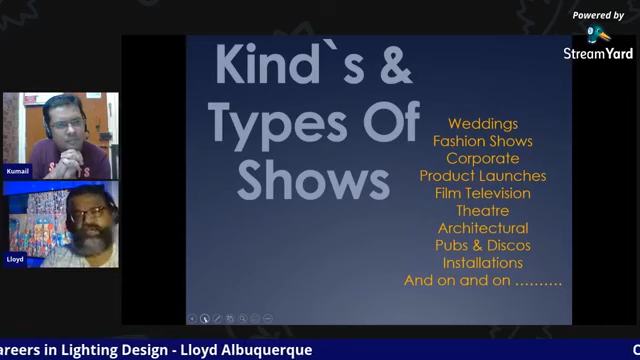 Powered by
StreamYard
Kind`s &
Types Of
Shows
Weddings
Fashion Shows
Corporate
Product Launches
Film Television
Theatre
Architectural
Pubs & Discos
Installations
And on and on ..........
Kumail
Lloyd
areers in Lighting Design - Lloyd Albuquerque